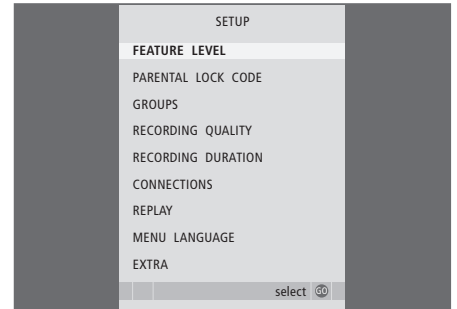 SETUP
FEATURE LEVEL
PARENTAL LOCK CODE
GROUPS
RECORDING QUALITY
RECORDING DURATION
CONNECTIONS
REPLAY
MENU LANGUAGE
EXTRA
select GO